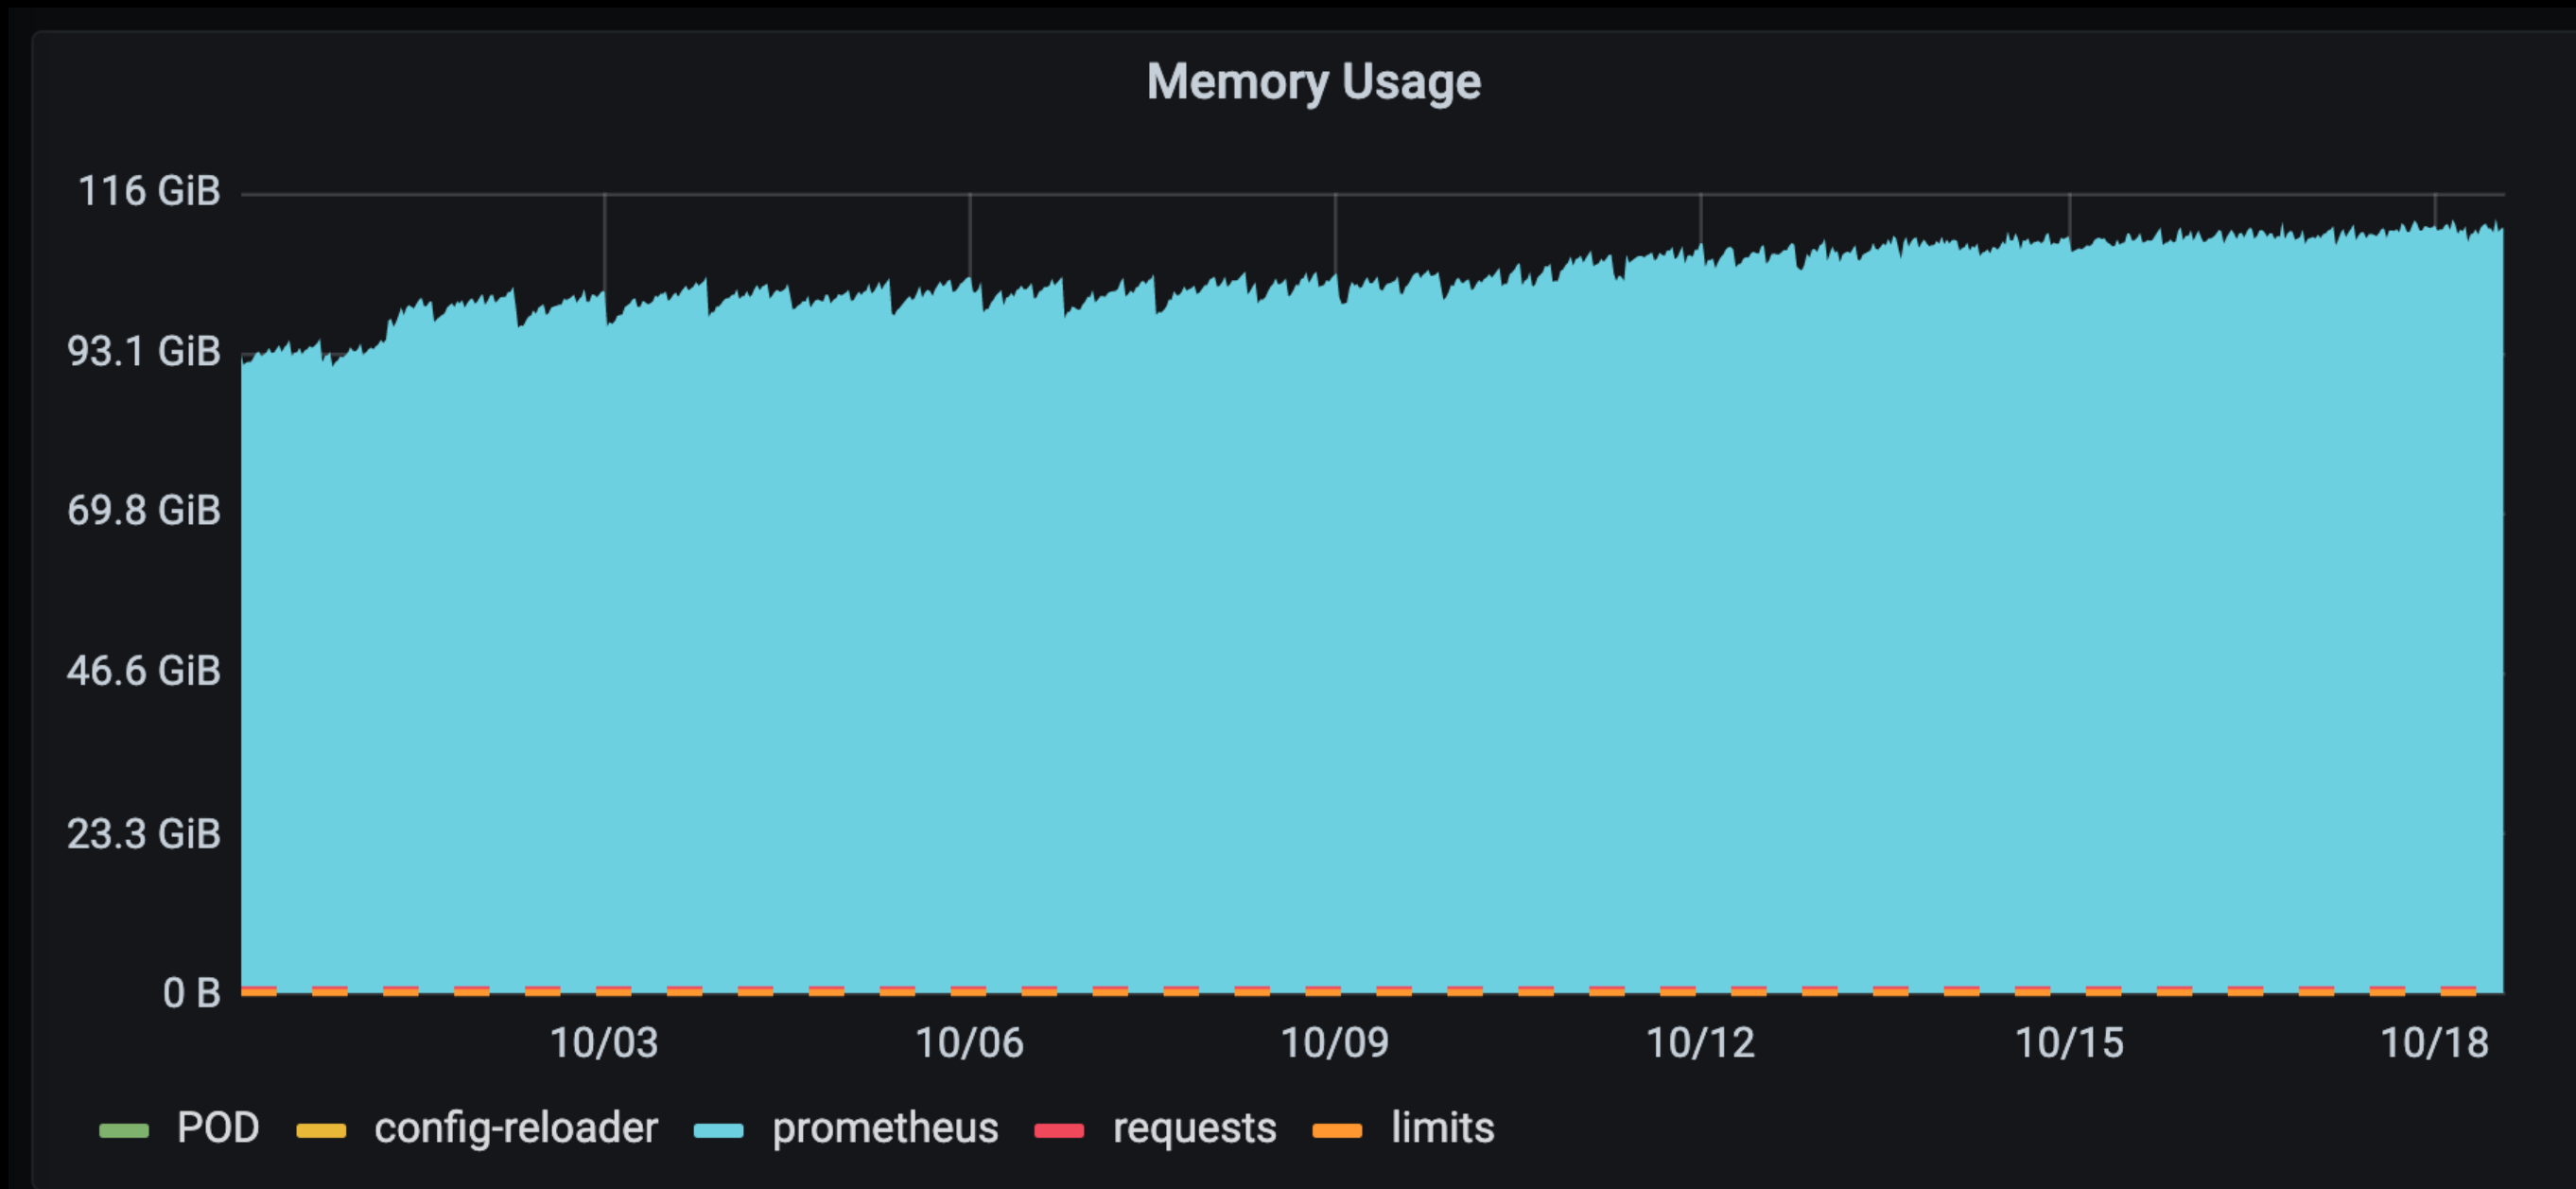 Memory Usage
116 GiB
93.1 GiB
69.8 GiB
46.6 GiB
23.3 GiB
0 B
10/03 10/06 10/09 10/12 10/15 10/18
POD config-reloader prometheus requests limits